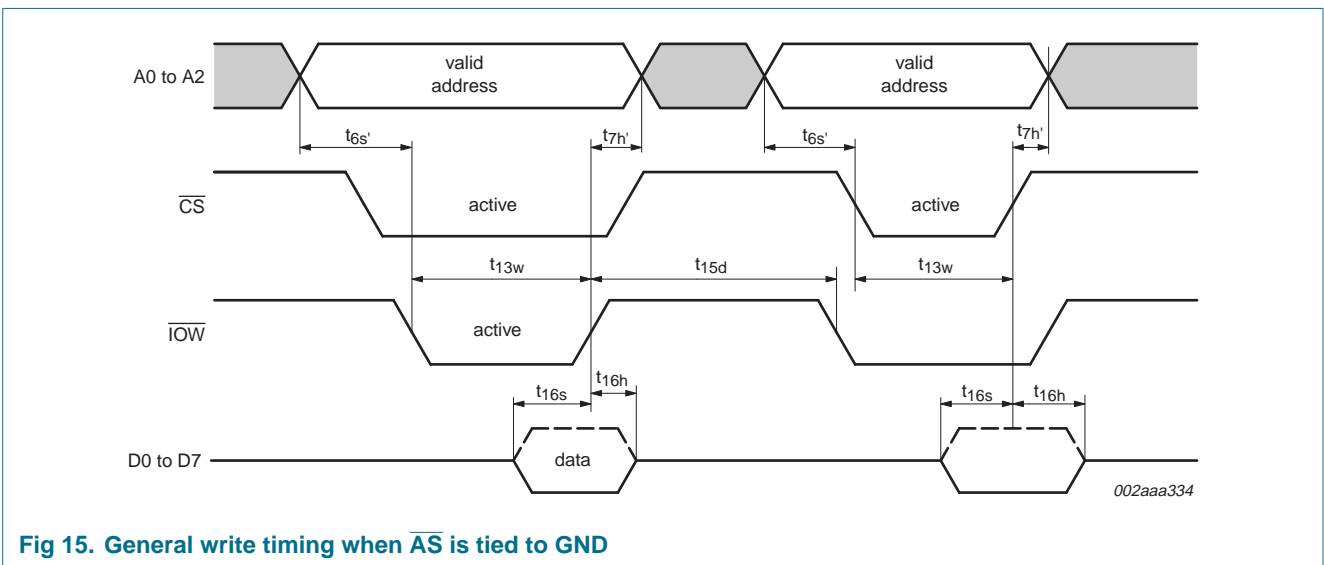 A0 to A2
valid
address
valid
address
t6s'
t7h'
t6s'
t7h'
CS
active
active
t13w
t15d
t13w
IOW
active
t16s
t16h
t16s
t16h
D0 to D7
data
002aaa334
Fig 15. General write timing when AS is tied to GND